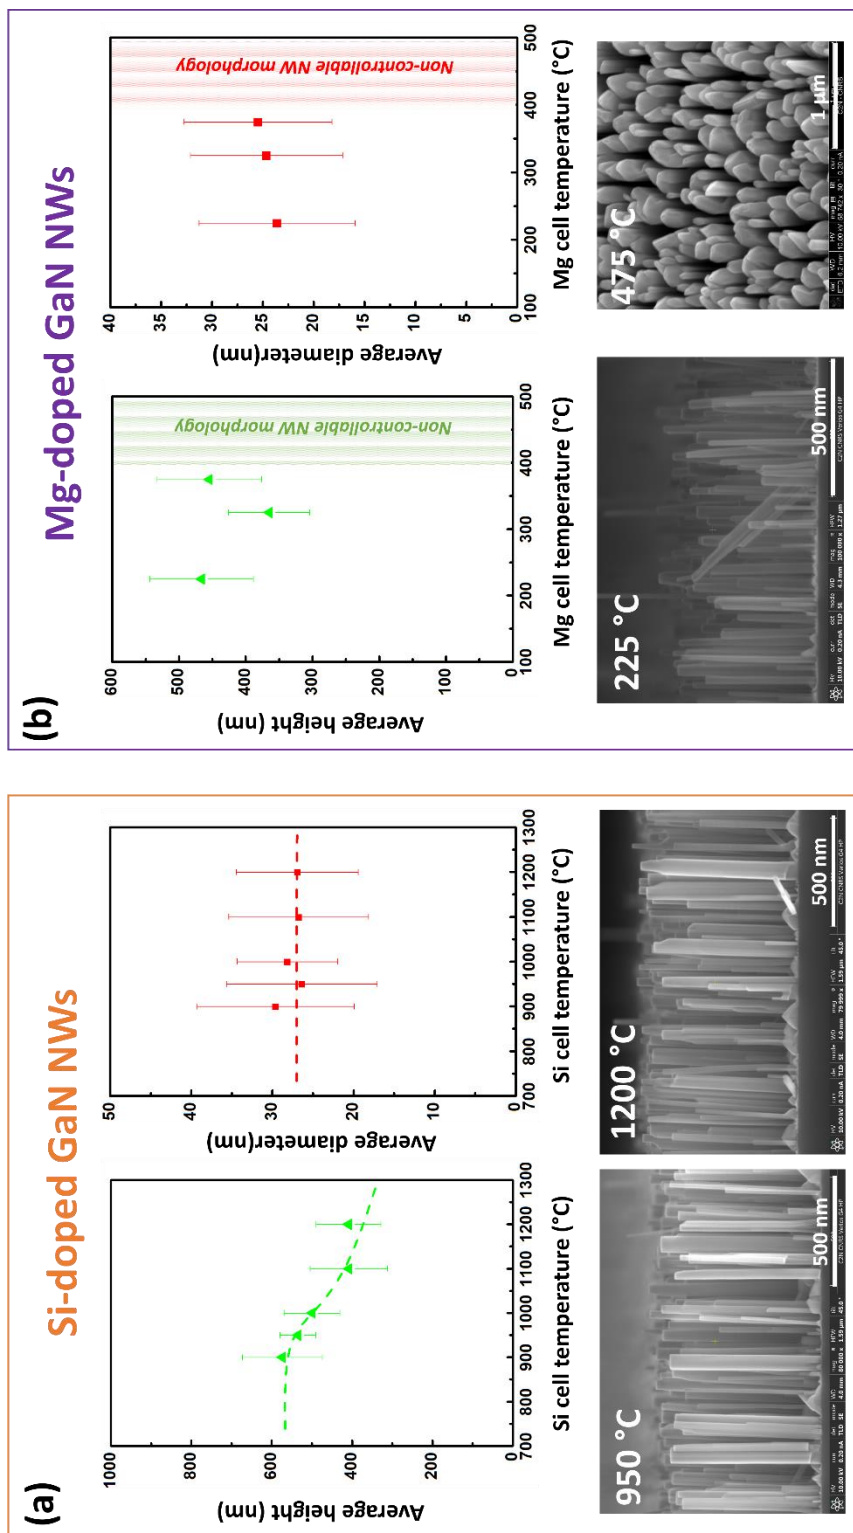 (a)
Si-doped GaN NWs
1000
800
600
400
200
0
Average height (nm)
700 800 900 1000 1100 1200 1300
Si cell temperature (°C)
50
40
30
20
10
0
Average diameter(nm)
700 800 900 1000 1100 1200 1300
Si cell temperature (°C)
950 °C
500 nm
1200 °C
500 nm
(b)
Mg-doped GaN NWs
600
500
400
300
200
100
0
Average height (nm)
Non-controllable NW morphology
100 200 300 400 500
Mg cell temperature (°C)
40
35
30
25
20
15
10
5
0
Average diameter(nm)
Non-controllable NW morphology
100 200 300 400 500
Mg cell temperature (°C)
225 °C
500 nm
475 °C
1 µm